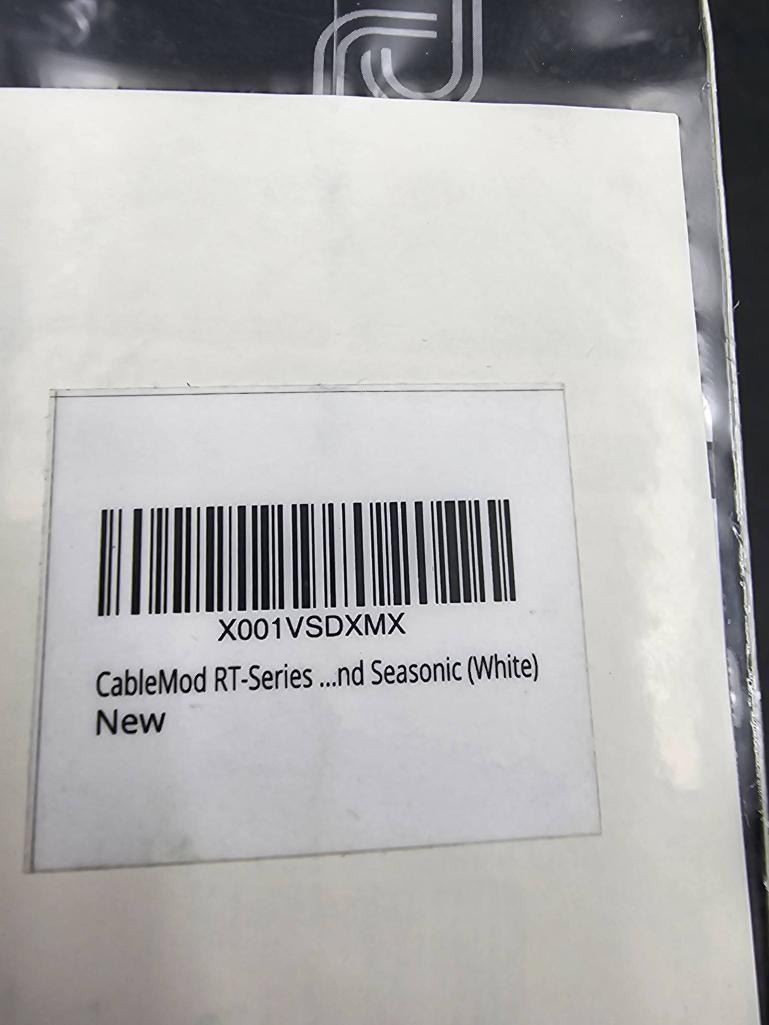 X001VSDXMX
CableMod RT-Series ...nd Seasonic (White)
New